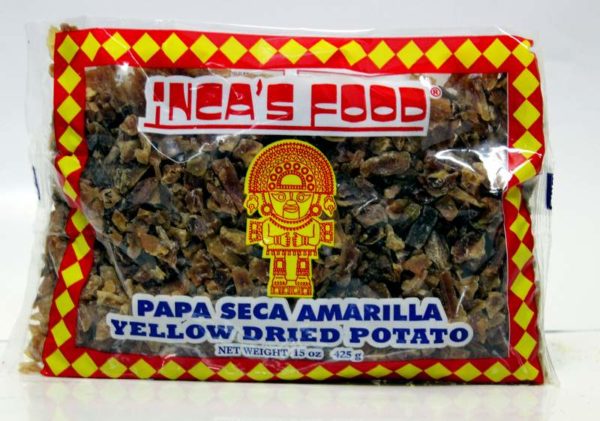 iNCA'S FOOD®
PAPA SECA AMARILLA
YELLOW DRIED POTATO
NET WEIGHT 15 oz 425 g